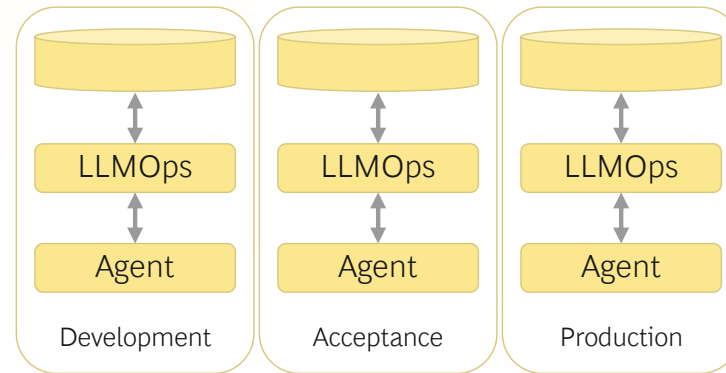 LLMOps
LLMOps
LLMOps
Agent
Agent
Agent
Development
Acceptance
Production